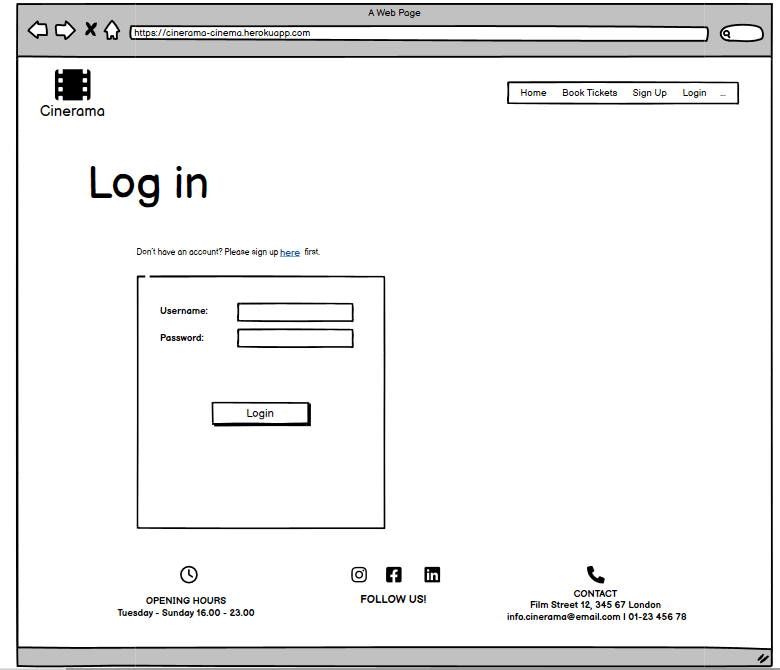 A Web Page
https://cinerama-cinema.herokuapp.com
Cinerama
Home Book Tickets Sign Up Login ...
Log in
Don't have an account? Please sign up here first.
Username:
Password:
Login
OPENING HOURS
Tuesday - Sunday 16.00 - 23.00
FOLLOW US!
CONTACT
Film Street 12, 345 67 London
info.cinerama@email.com | 01-23 456 78